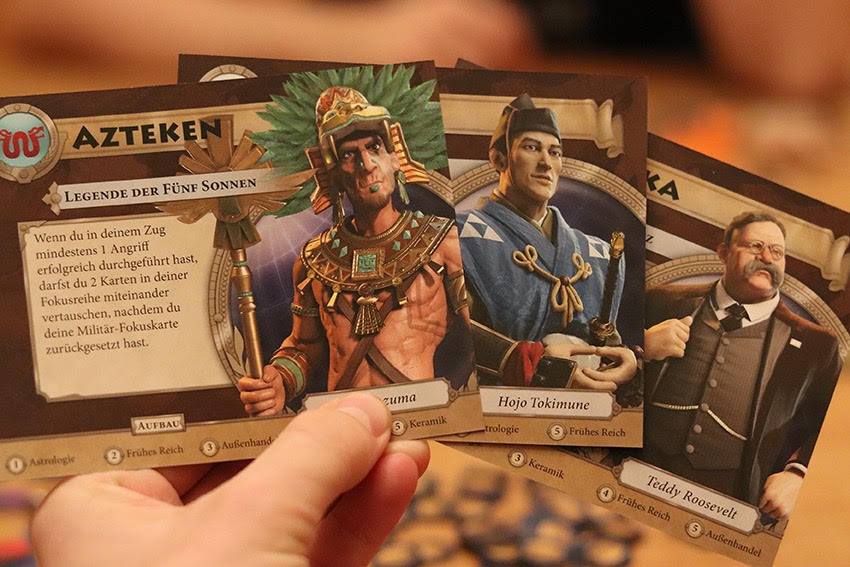 AZTEKEN
LEGENDE DER FÜNF SONNEN
Wenn du in deinem Zug
mindestens 1 Angriff
erfolgreich durchgeführt hast,
darfst du 2 Karten in deiner
Fokusreihe miteinander
vertauschen, nachdem du
deine Militär-Fokuskarte
zurückgesetzt hast.
zuma
AUFBAU
1 Astrologie
2 Frühes Reich
3 Außenhandel
5 Keramik
Hojo Tokimune
trologie
5 Frühes Reich
KA
Z
Teddy Roosevelt
3 Keramik
4 Frühes Reich
5 Außenhandel